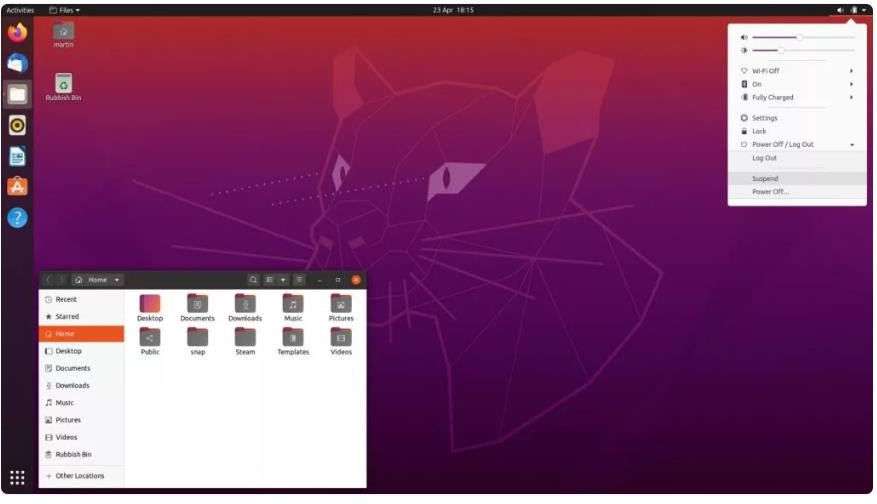 Activities Files 23 Apr 18:15
martin
Rubbish Bin
Wi-Fi Off
On
Fully Charged
Settings
Lock
Power Off / Log Out
Log Out
Suspend
Power Off...
Home
Recent
Starred
Home
Desktop
Documents
Downloads
Music
Pictures
Videos
Rubbish Bin
Other Locations
Desktop Documents Downloads Music Pictures
Public snap Steam Templates Videos